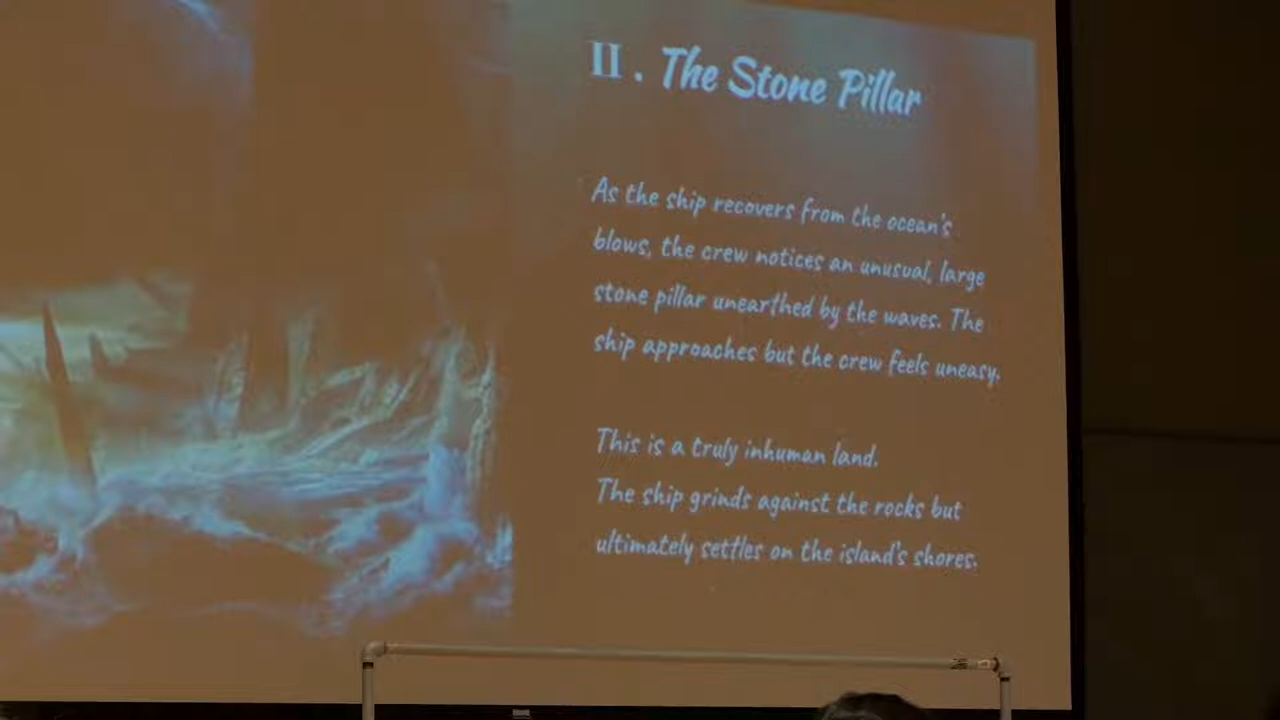 II . The Stone Pillar
As the ship recovers from the ocean's
blows, the crew notices an unusual, large
stone pillar unearthed by the waves. The
ship approaches but the crew feels uneasy.
This is a truly inhuman land.
The ship grinds against the rocks but
ultimately settles on the island's shores.